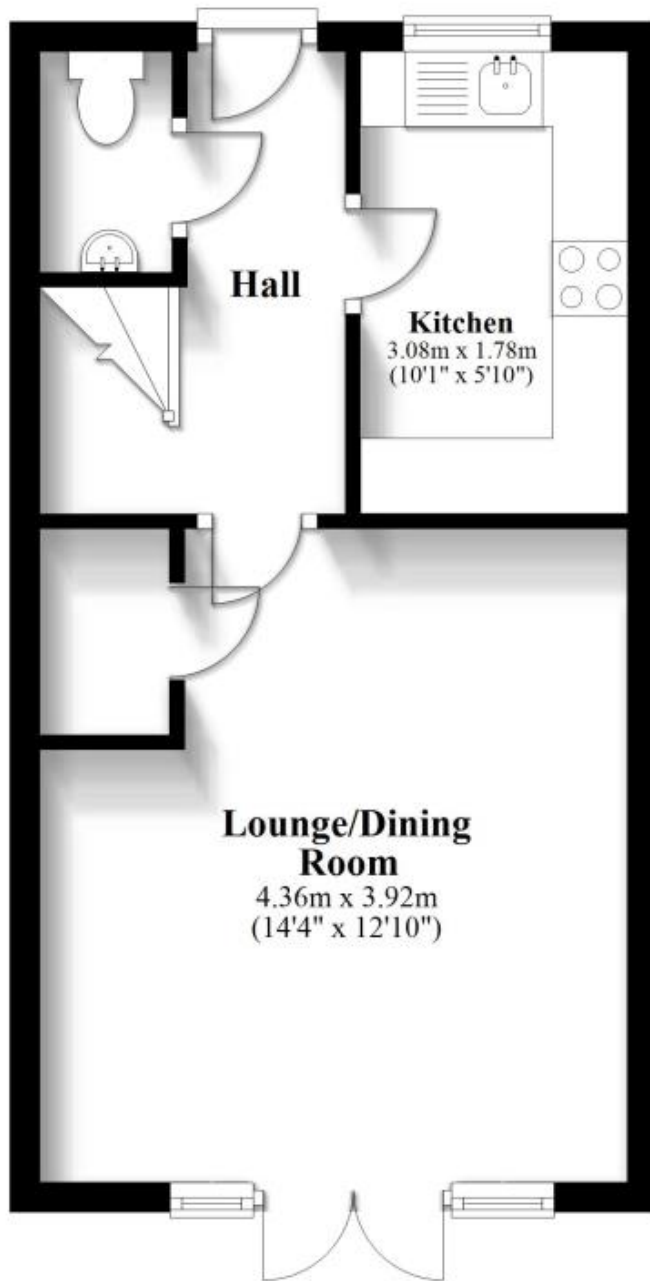 Hall
Kitchen
3.08m x 1.78m
(10'1" x 5'10")
Lounge/Dining
Room
4.36m x 3.92m
(14'4" x 12'10")